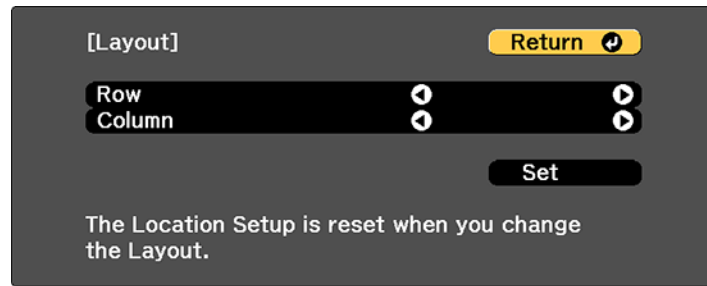 [Layout]
Return
Row
Column
Set
The Location Setup is reset when you change
the Layout.